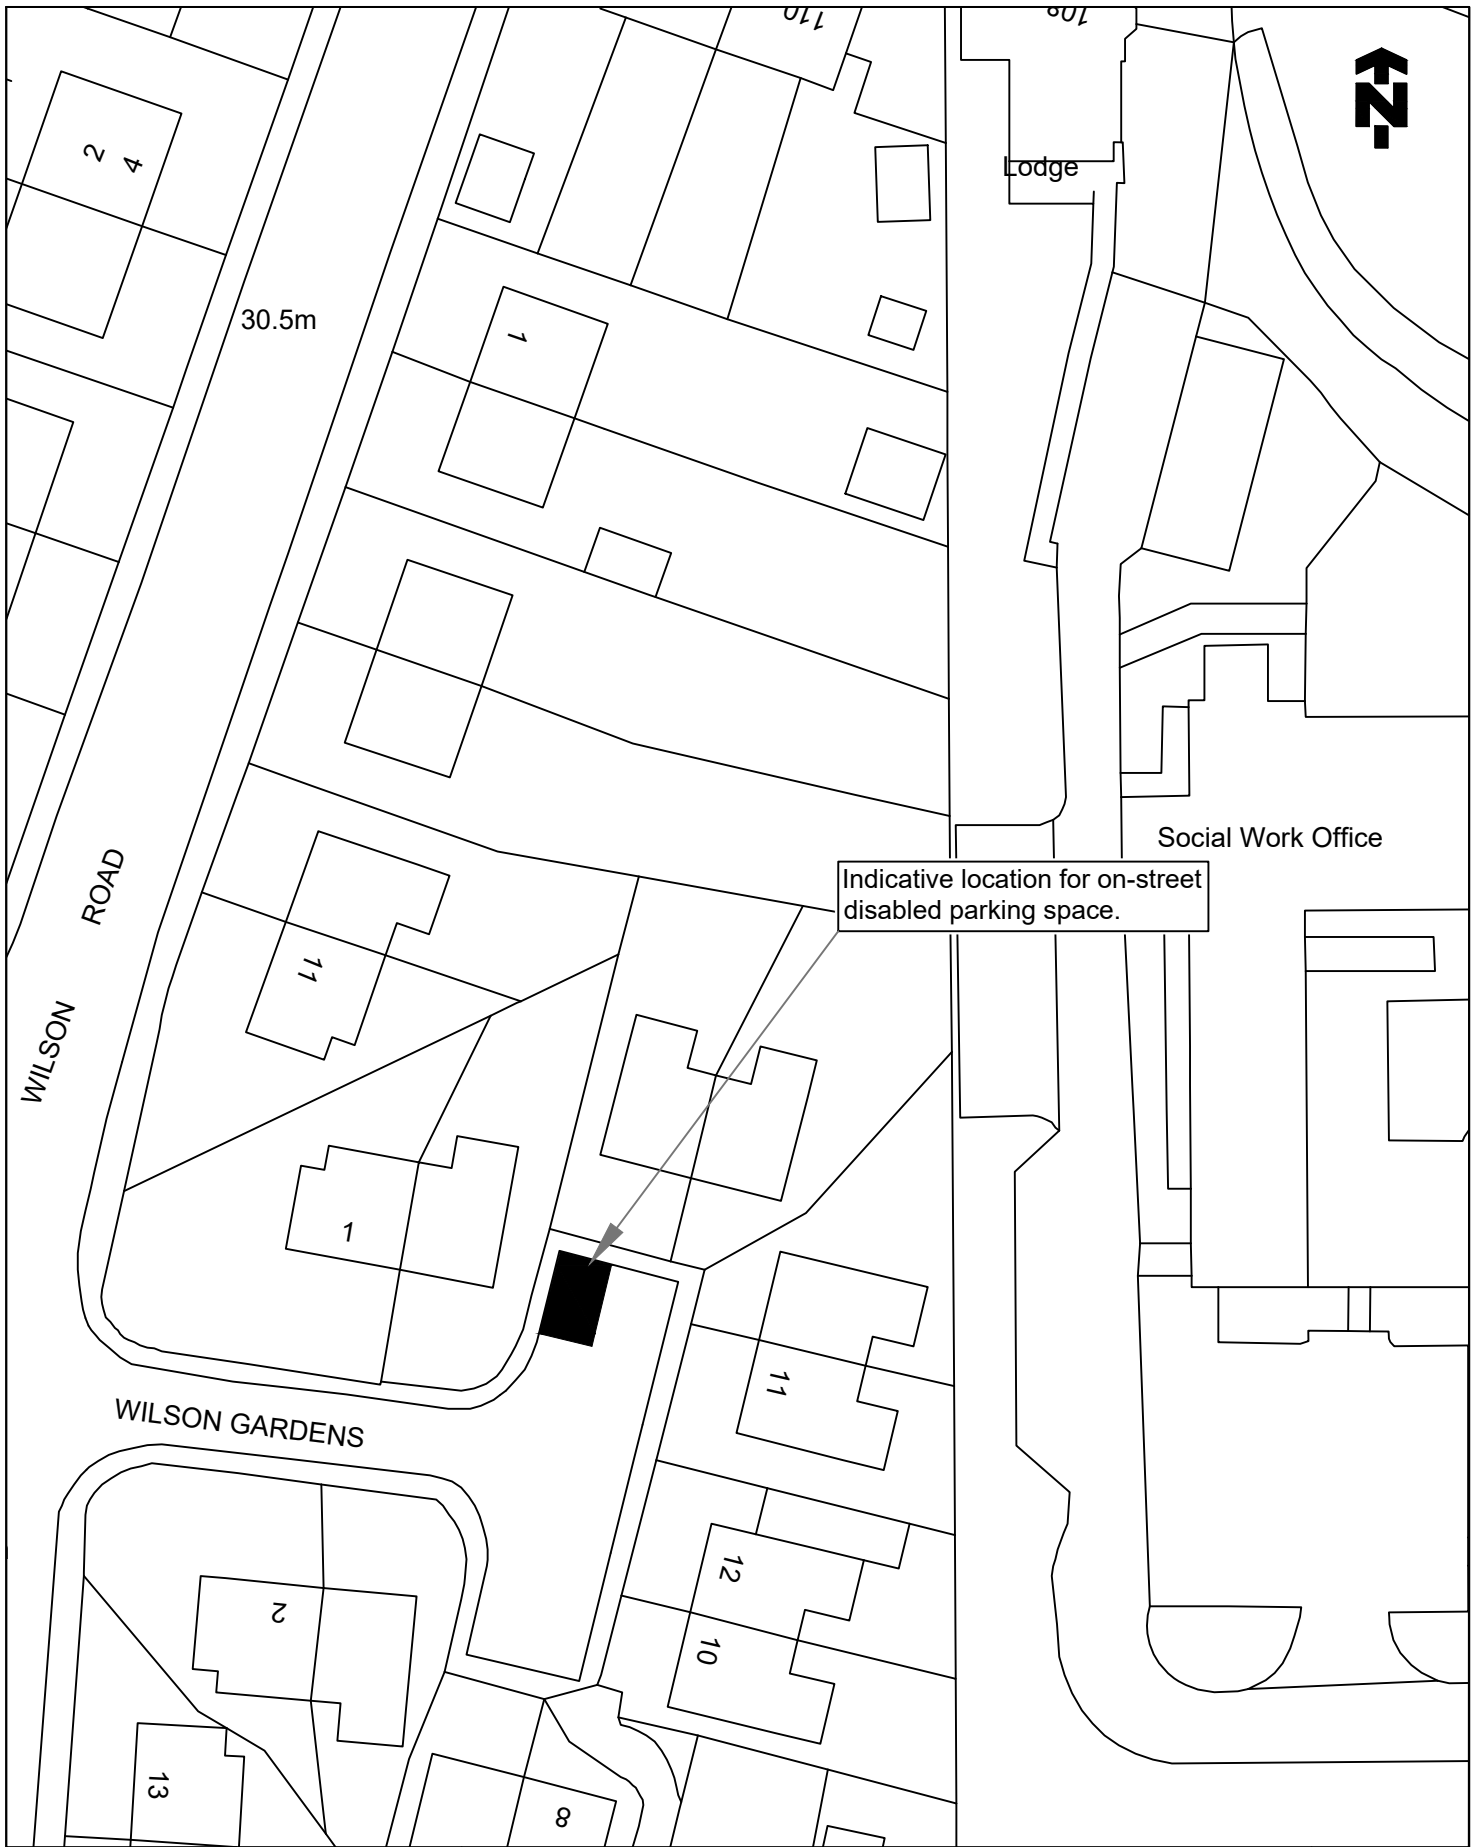 110
108
N
2
4
Lodge
30.5m
1
ROAD
Social Work Office
Indicative location for on-street
disabled parking space.
11
WILSON
1
11
WILSON GARDENS
12
2
10
13
8